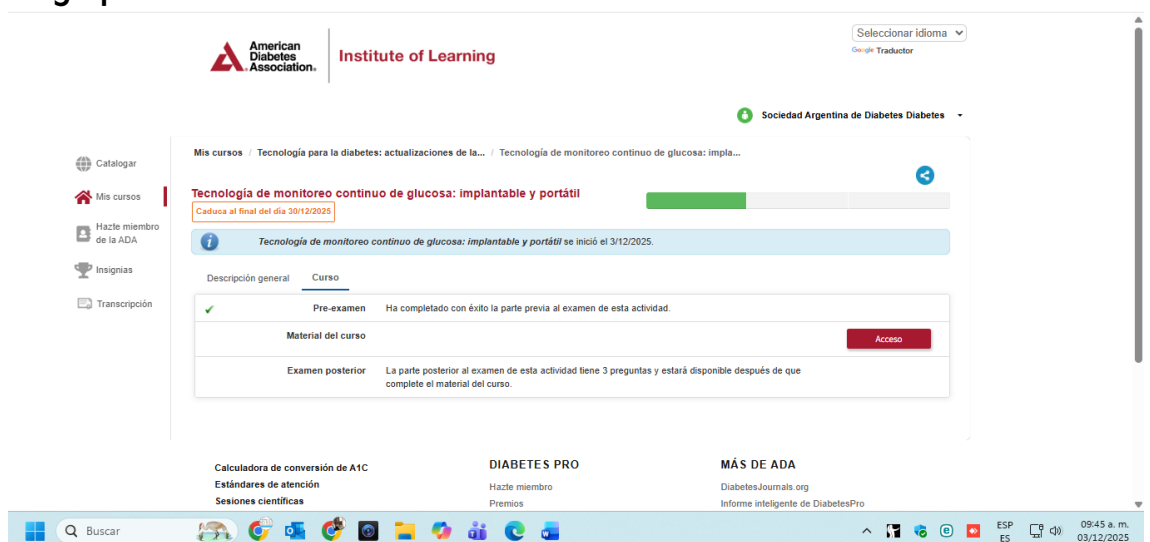 American
Diabetes
Association.
Institute of Learning
Seleccionar idioma
Google Traductor
Sociedad Argentina de Diabetes Diabetes
Catalogar
Mis cursos
Hazte miembro
de la ADA
Insignias
Transcripción
Mis cursos / Tecnología para la diabetes: actualizaciones de la... / Tecnología de monitoreo continuo de glucosa: impla...
Tecnología de monitoreo continuo de glucosa: implantable y portátil
Caduca al final del día 30/12/2025
Tecnología de monitoreo continuo de glucosa: implantable y portátil se inició el 3/12/2025.
Descripción general
Curso
Pre-examen
Ha completado con éxito la parte previa al examen de esta actividad.
Material del curso
Acceso
Examen posterior
La parte posterior al examen de esta actividad tiene 3 preguntas y estará disponible después de que
complete el material del curso.
Calculadora de conversión de A1C
Estándares de atención
Sesiones científicas
DIABETES PRO
Hazte miembro
Premios
MÁS DE ADA
DiabetesJournals.org
Informe inteligente de DiabetesPro
Buscar
ESP
ES
09:45 a. m.
03/12/2025